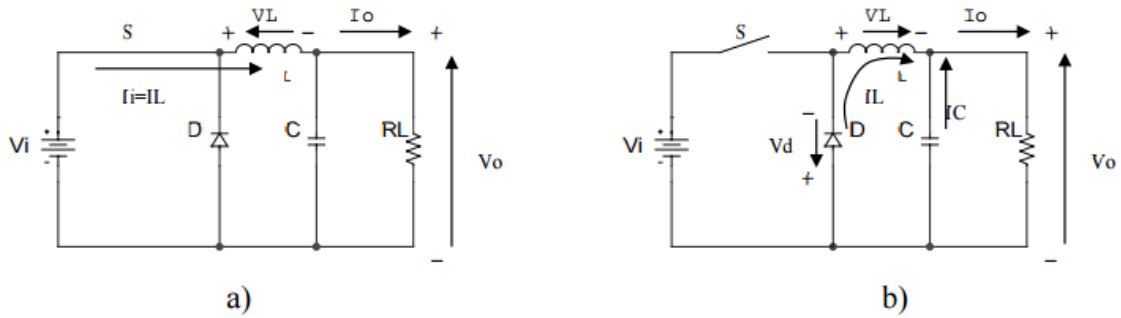 S + VL − Io +
L
Ii=IL
Vi + - D C RL Vo
−
a)
S + VL − Io +
L
IL IC
Vi + - − Vd + D C RL Vo
−
b)